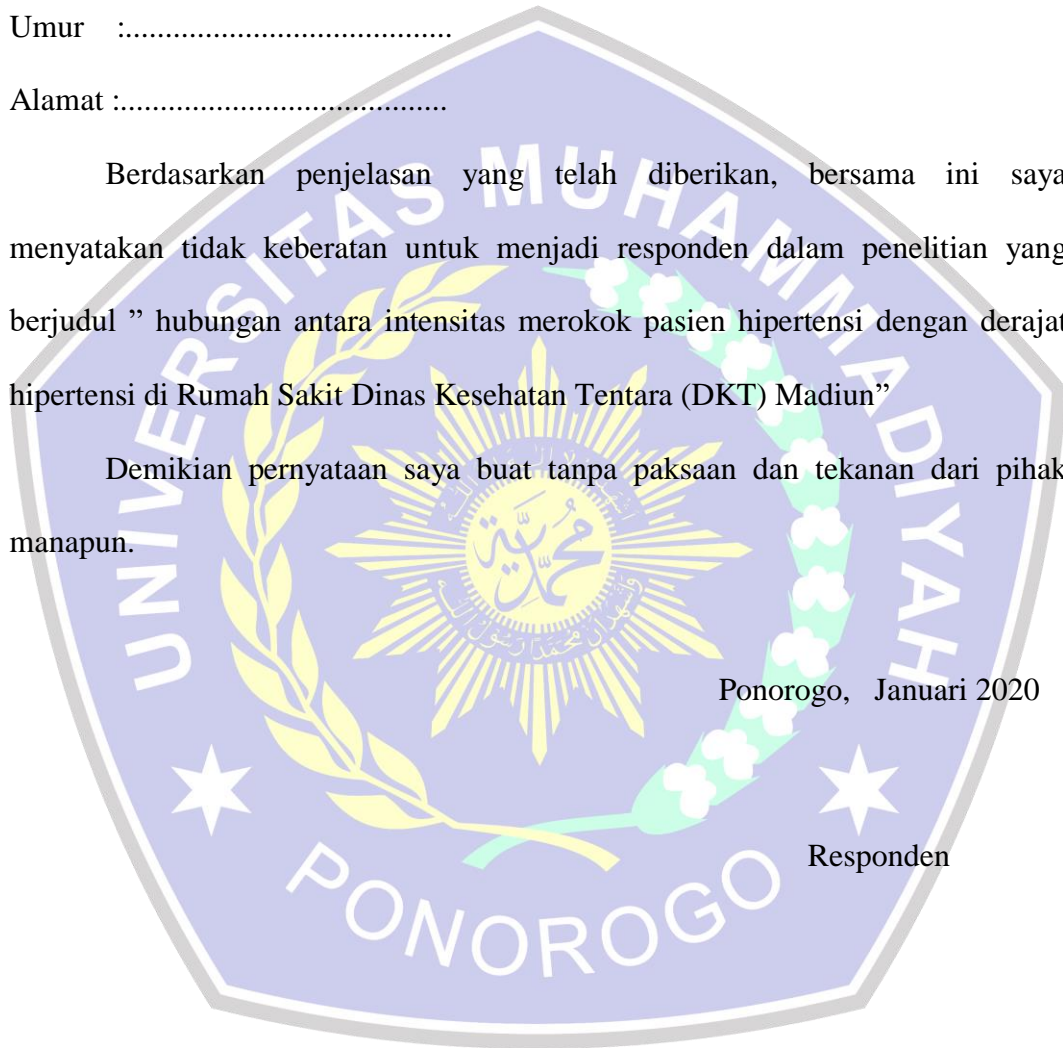 Umur :.........................................
Alamat :.........................................
Berdasarkan penjelasan yang telah diberikan, bersama ini saya
menyatakan tidak keberatan untuk menjadi responden dalam penelitian yang
berjudul ” hubungan antara intensitas merokok pasien hipertensi dengan derajat
hipertensi di Rumah Sakit Dinas Kesehatan Tentara (DKT) Madiun”
Demikian pernyataan saya buat tanpa paksaan dan tekanan dari pihak
manapun.
Ponorogo, Januari 2020
Responden
UNIVERSITAS MUHAMMADIYAH
PONOROGO